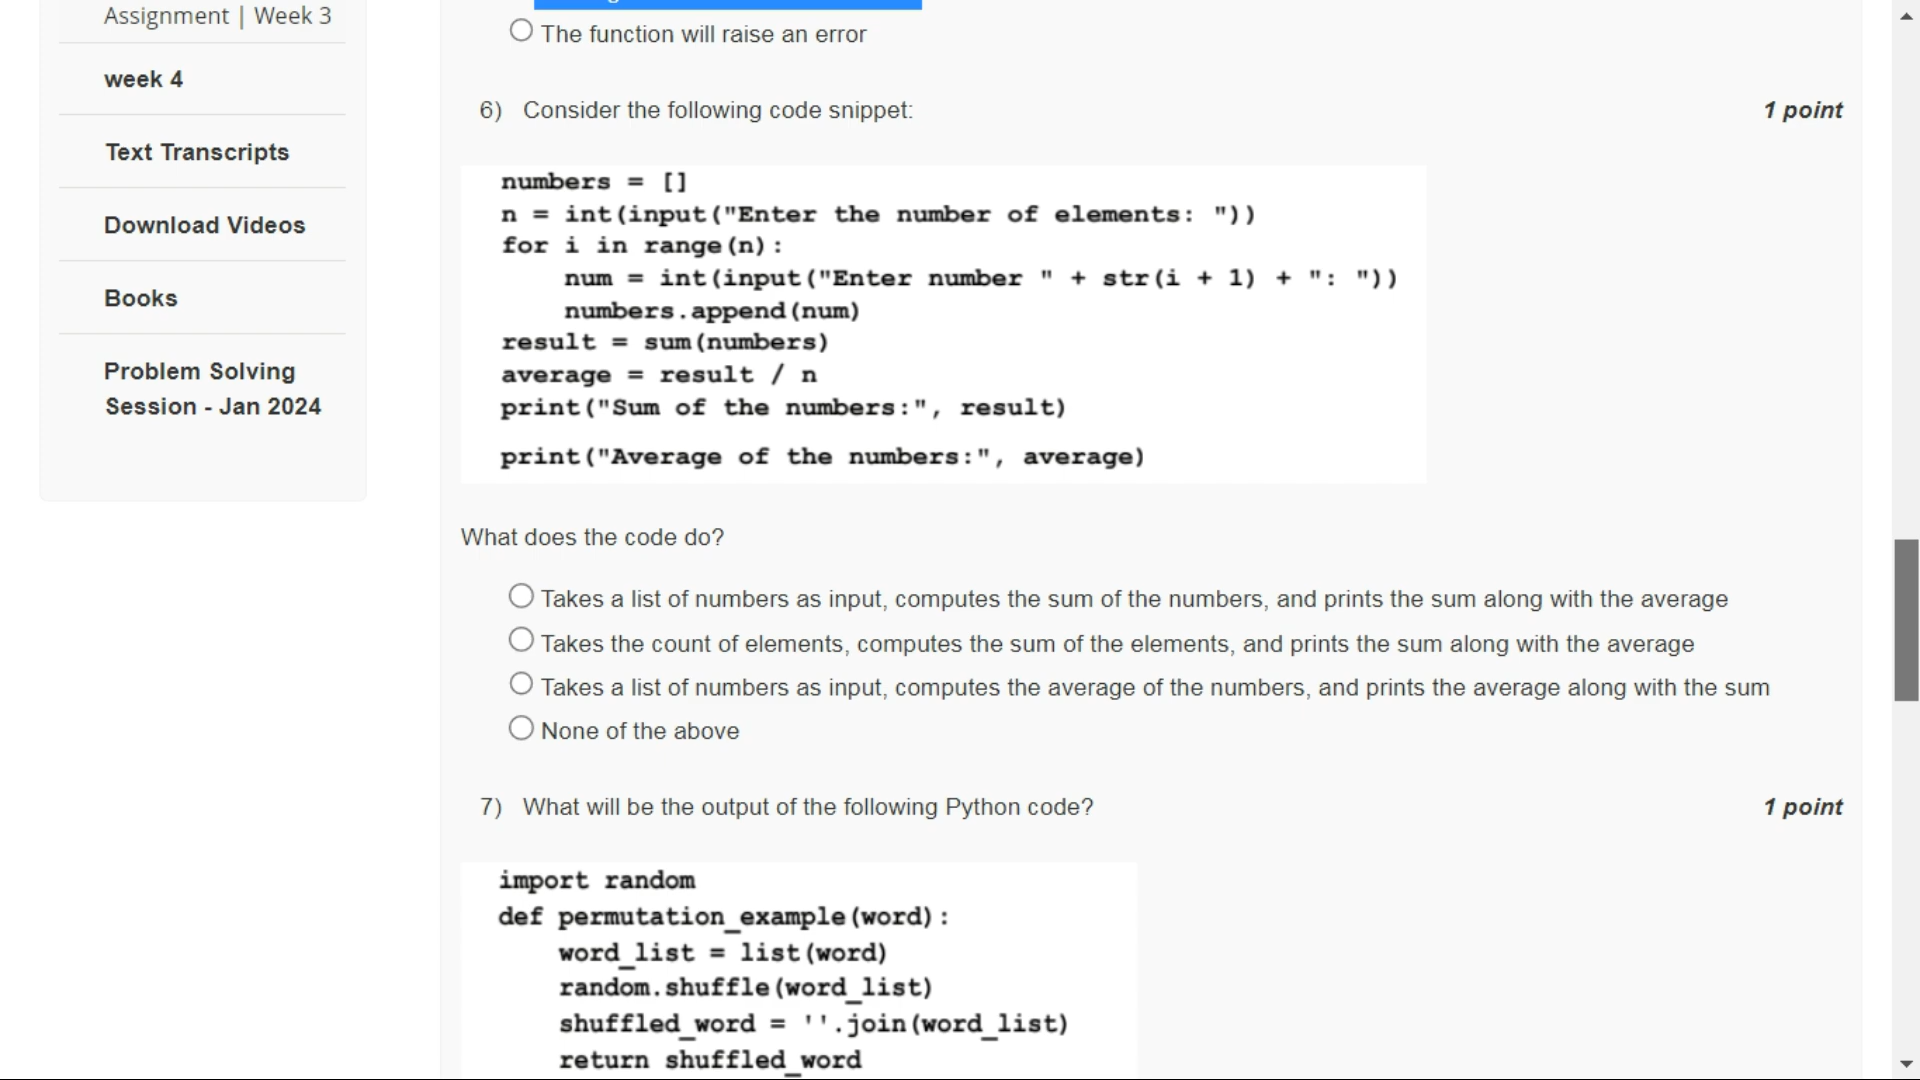 Assignment | Week 3
week 4
Text Transcripts
Download Videos
Books
Problem Solving
Session - Jan 2024
The function will raise an error
6) Consider the following code snippet:
1 point
numbers = []
n = int(input("Enter the number of elements: "))
for i in range(n):
    num = int(input("Enter number " + str(i + 1) + ": "))
    numbers.append(num)
result = sum(numbers)
average = result / n
print("Sum of the numbers:", result)
print("Average of the numbers:", average)
What does the code do?
Takes a list of numbers as input, computes the sum of the numbers, and prints the sum along with the average
Takes the count of elements, computes the sum of the elements, and prints the sum along with the average
Takes a list of numbers as input, computes the average of the numbers, and prints the average along with the sum
None of the above
7) What will be the output of the following Python code?
1 point
import random
def permutation_example(word):
    word_list = list(word)
    random.shuffle(word_list)
    shuffled_word = ''.join(word_list)
    return shuffled_word